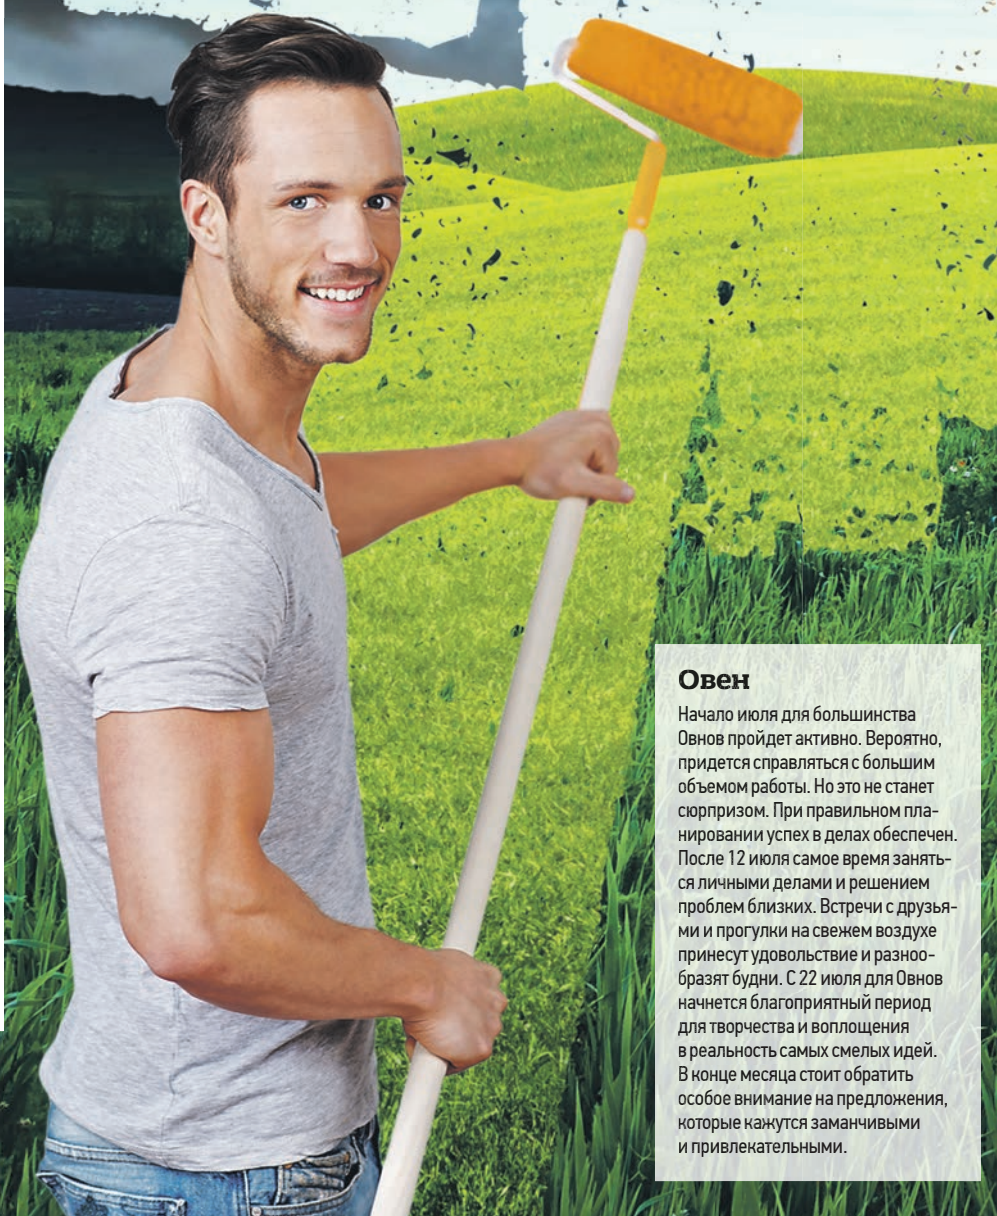 Овен
Начало июля для большинства
Овнов пройдет активно. Вероятно,
придется справляться с большим
объемом работы. Но это не станет
сюрпризом. При правильном пла-
нировании успех в делах обеспечен.
После 12 июля самое время занять-
ся личными делами и решением
проблем близких. Встречи с друзья-
ми и прогулки на свежем воздухе
принесут удовольствие и разноо-
бразят будни. С 22 июля для Овнов
начнется благоприятный период
для творчества и воплощения
в реальность самых смелых идей.
В конце месяца стоит обратить
особое внимание на предложения,
которые кажутся заманчивыми
и привлекательными.